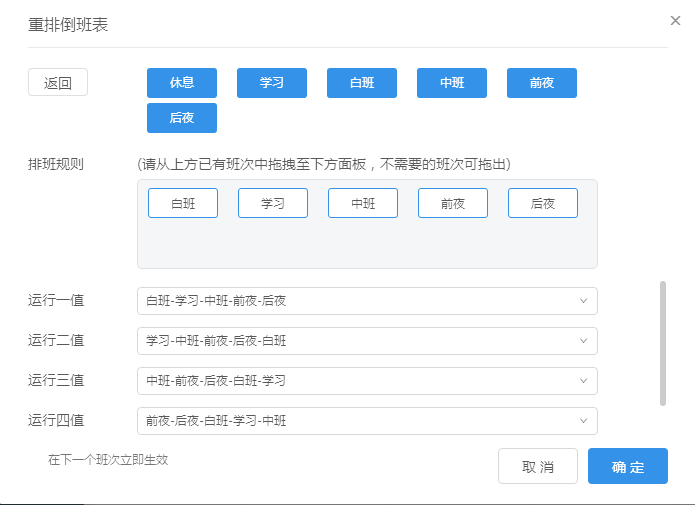 重排倒班表
返回 休息 学习 白班 中班 前夜
后夜
排班规则 (请从上方已有班次中拖拽至下方面板，不需要的班次可拖出)
白班 学习 中班 前夜 后夜
运行一值 白班-学习-中班-前夜-后夜
运行二值 学习-中班-前夜-后夜-白班
运行三值 中班-前夜-后夜-白班-学习
运行四值 前夜-后夜-白班-学习-中班
在下一个班次立即生效 取消 确定